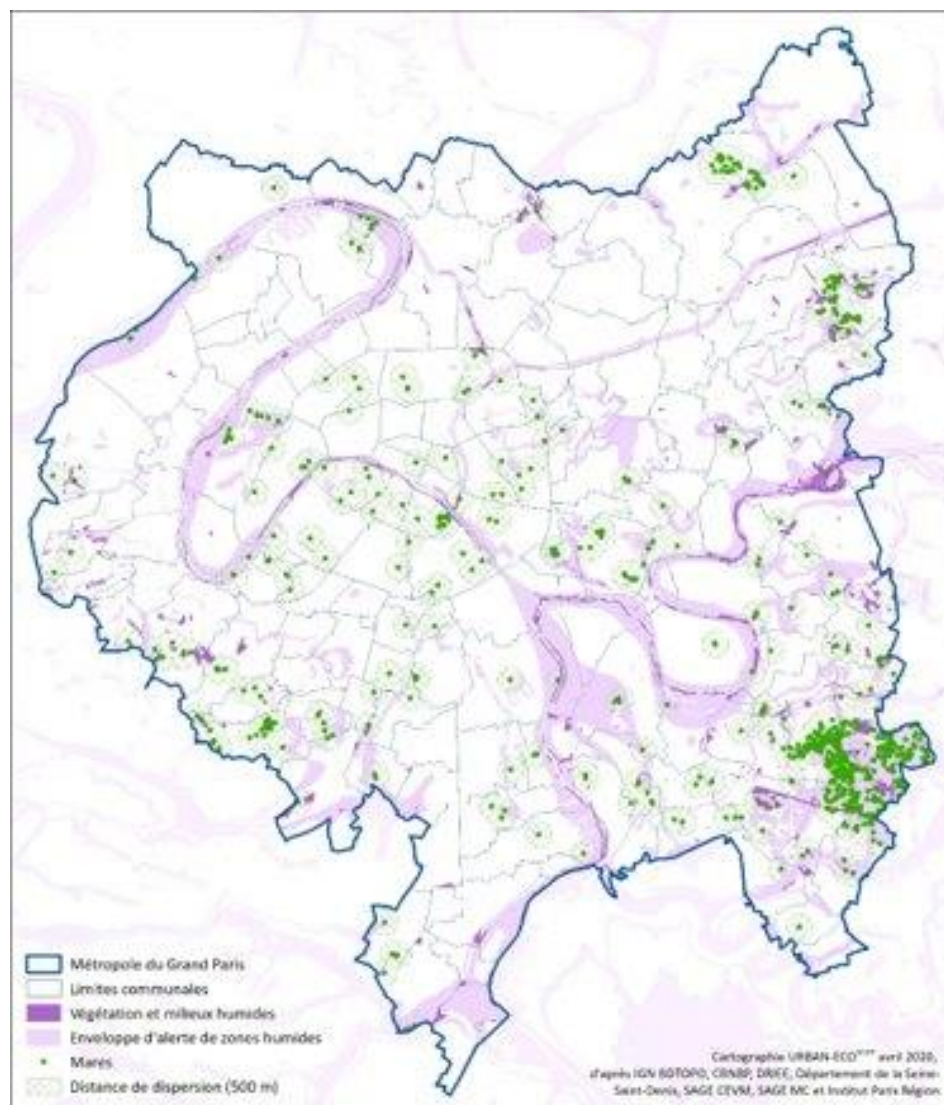 Métropole du Grand Paris
Limites communales
Végétation et milieux humides
Enveloppe d'alerte de zones humides
Mares
Distance de dispersion (500 m)
Cartographie URBAN-ECO avril 2020,
d'après IGN BDTOPO, CBNBP, DRIEE, Département de la Seine-
Saint-Denis, SAGE CEVM, SAGE MC et Institut Paris Région